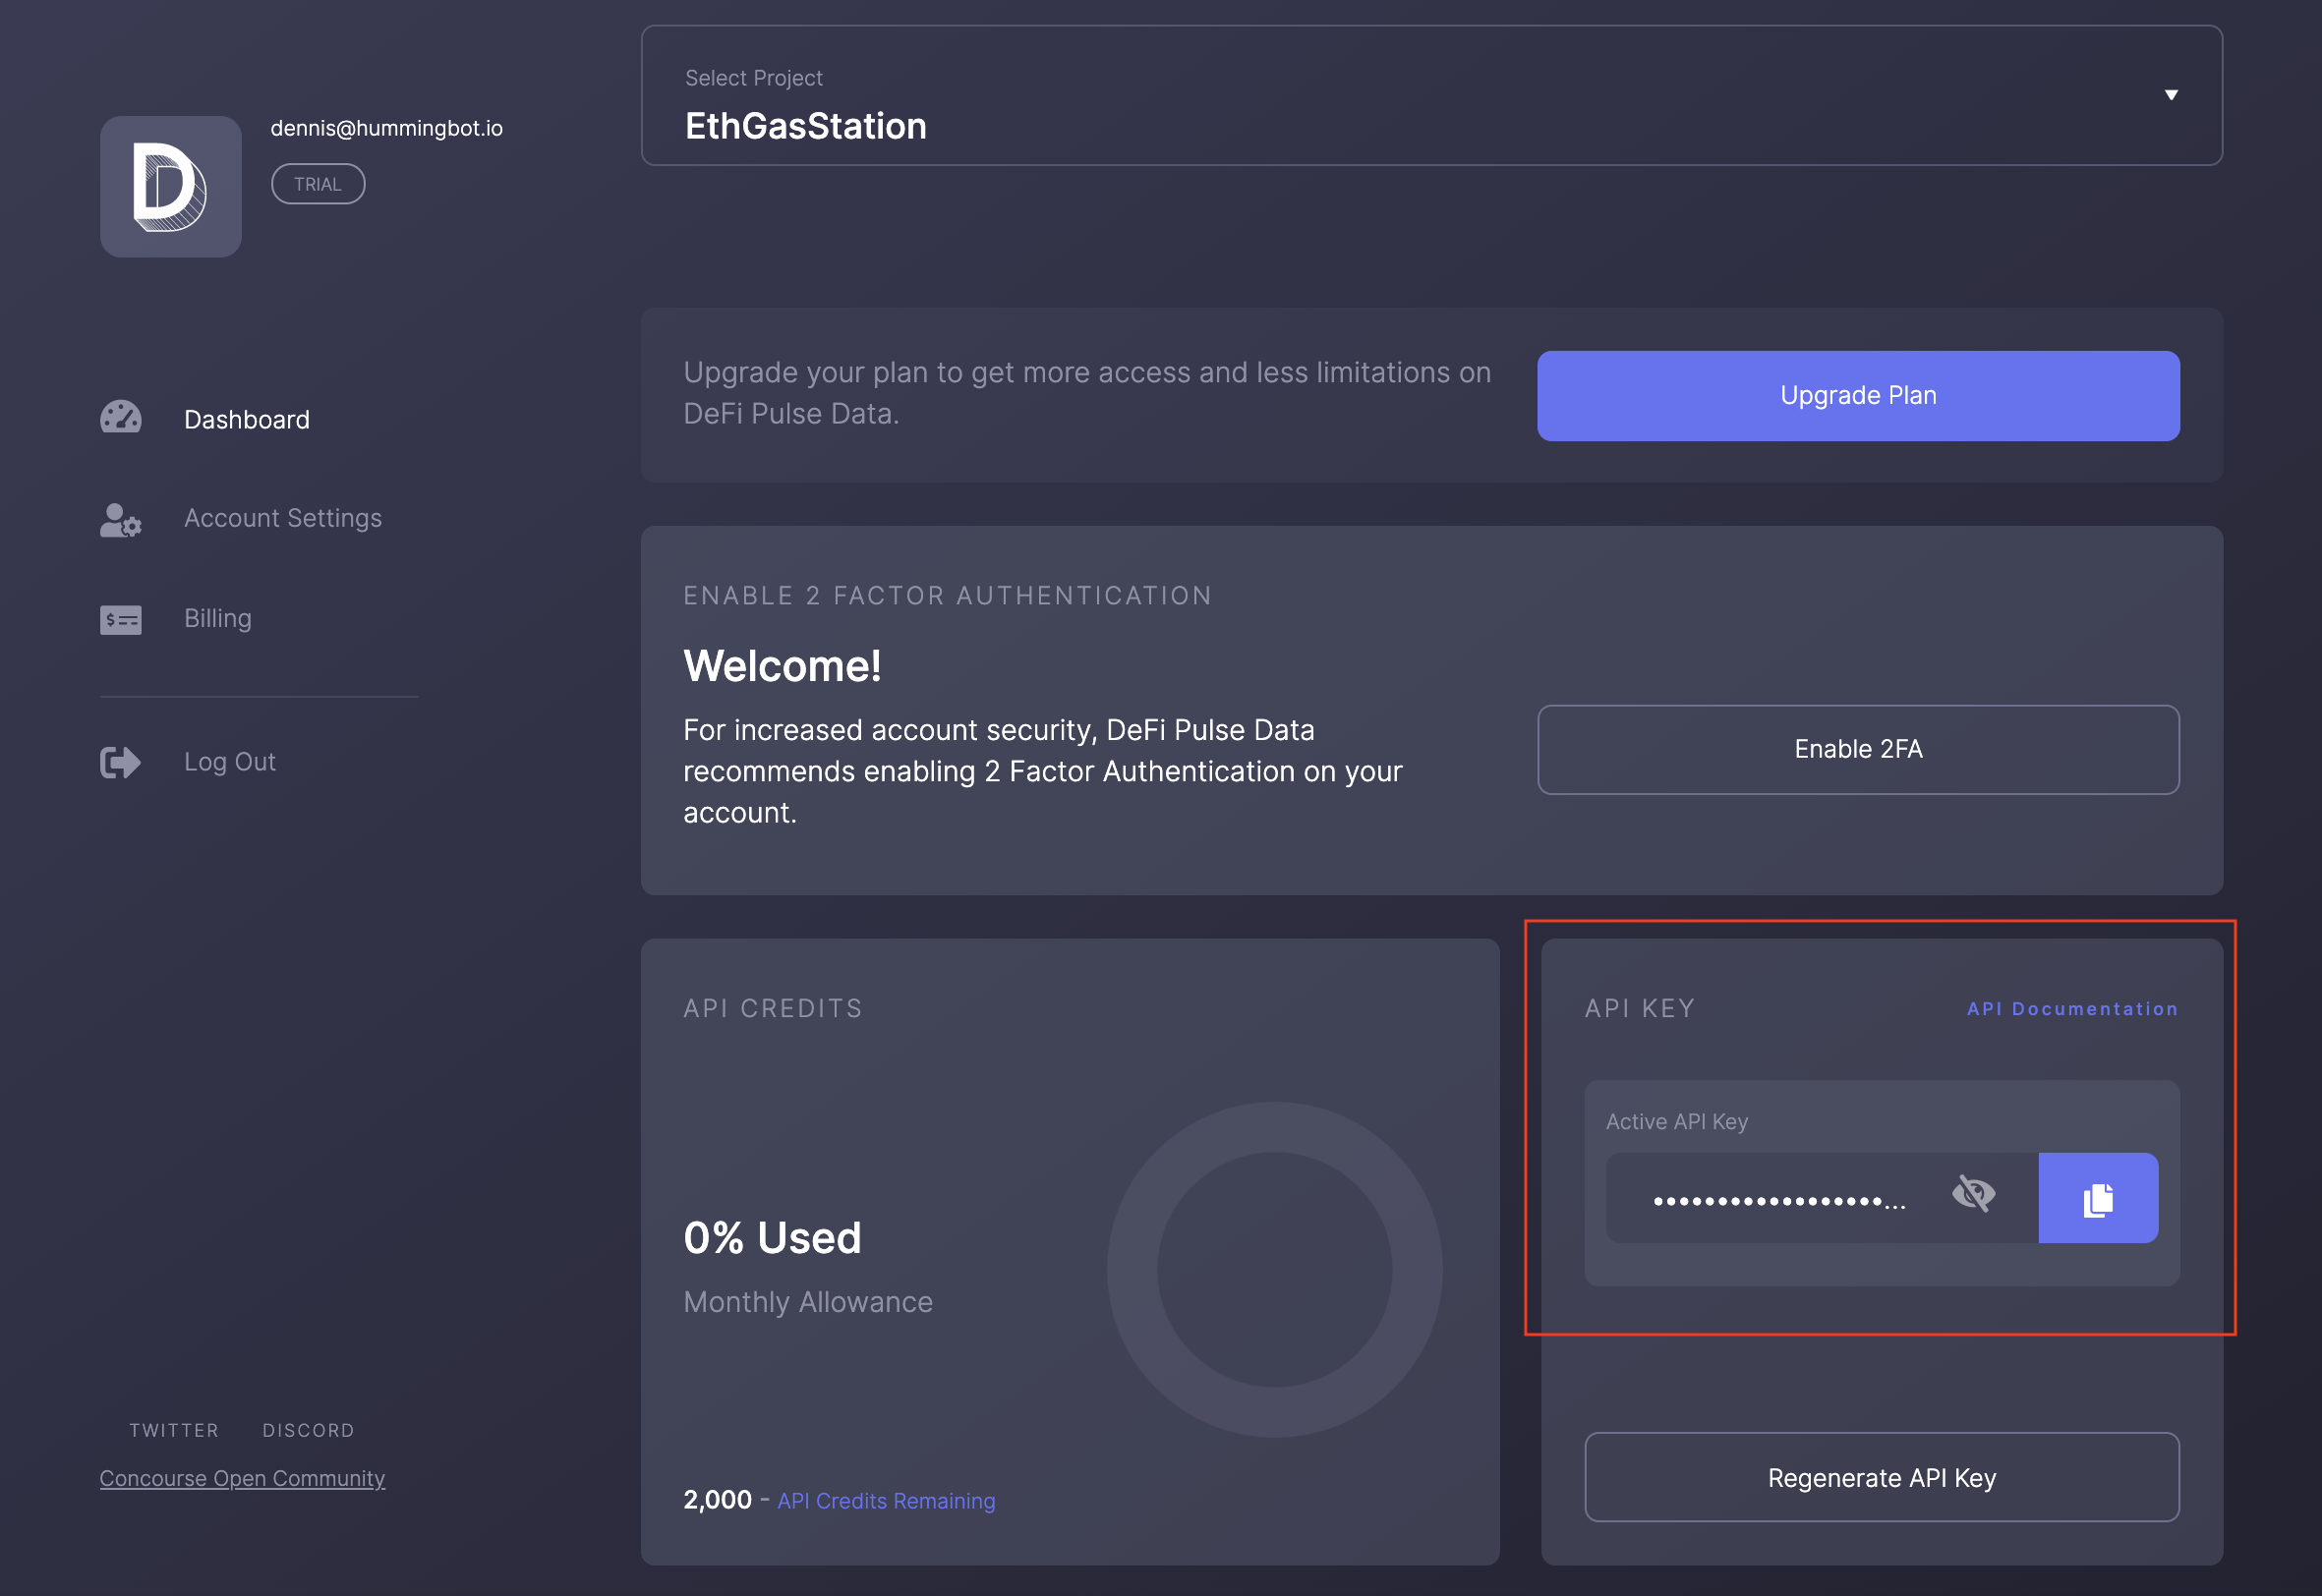 dennis@hummingbot.io
TRIAL
Dashboard
Account Settings
Billing
Log Out
TWITTER DISCORD
Concourse Open Community
Select Project
EthGasStation
Upgrade your plan to get more access and less limitations on
DeFi Pulse Data.
Upgrade Plan
ENABLE 2 FACTOR AUTHENTICATION
Welcome!
For increased account security, DeFi Pulse Data
recommends enabling 2 Factor Authentication on your
account.
Enable 2FA
API CREDITS
0% Used
Monthly Allowance
2,000 - API Credits Remaining
API KEY
API Documentation
Active API Key
••••••••••••••••••...
Regenerate API Key